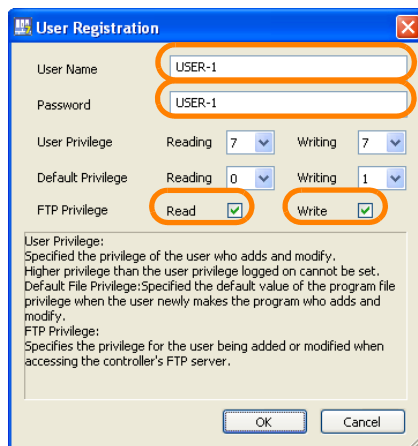 User Registration
User Name USER-1
Password USER-1
User Privilege Reading 7 Writing 7
Default Privilege Reading 0 Writing 1
FTP Privilege Read Write
User Privilege:
Specified the privilege of the user who adds and modify.
Higher privilege than the user privilege logged on cannot be set.
Default File Privilege:Specified the default value of the program file
privilege when the user newly makes the program who adds and
modify.
FTP Privilege:
Specifies the privilege for the user being added or modified when
accessing the controller's FTP server.
OK Cancel